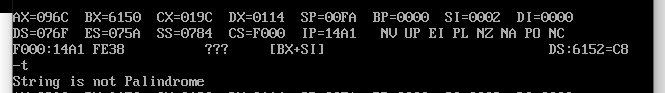 AX=096C BX=6150 CX=019C DX=0114 SP=00FA BP=0000 SI=0002 DI=0000
DS=076F ES=075A SS=0784 CS=F000 IP=14A1 NV UP EI PL NZ NA PO NC
F000:14A1 FE38 ??? [BX+SI] DS:6152=C8
-t
String is not Palindrome